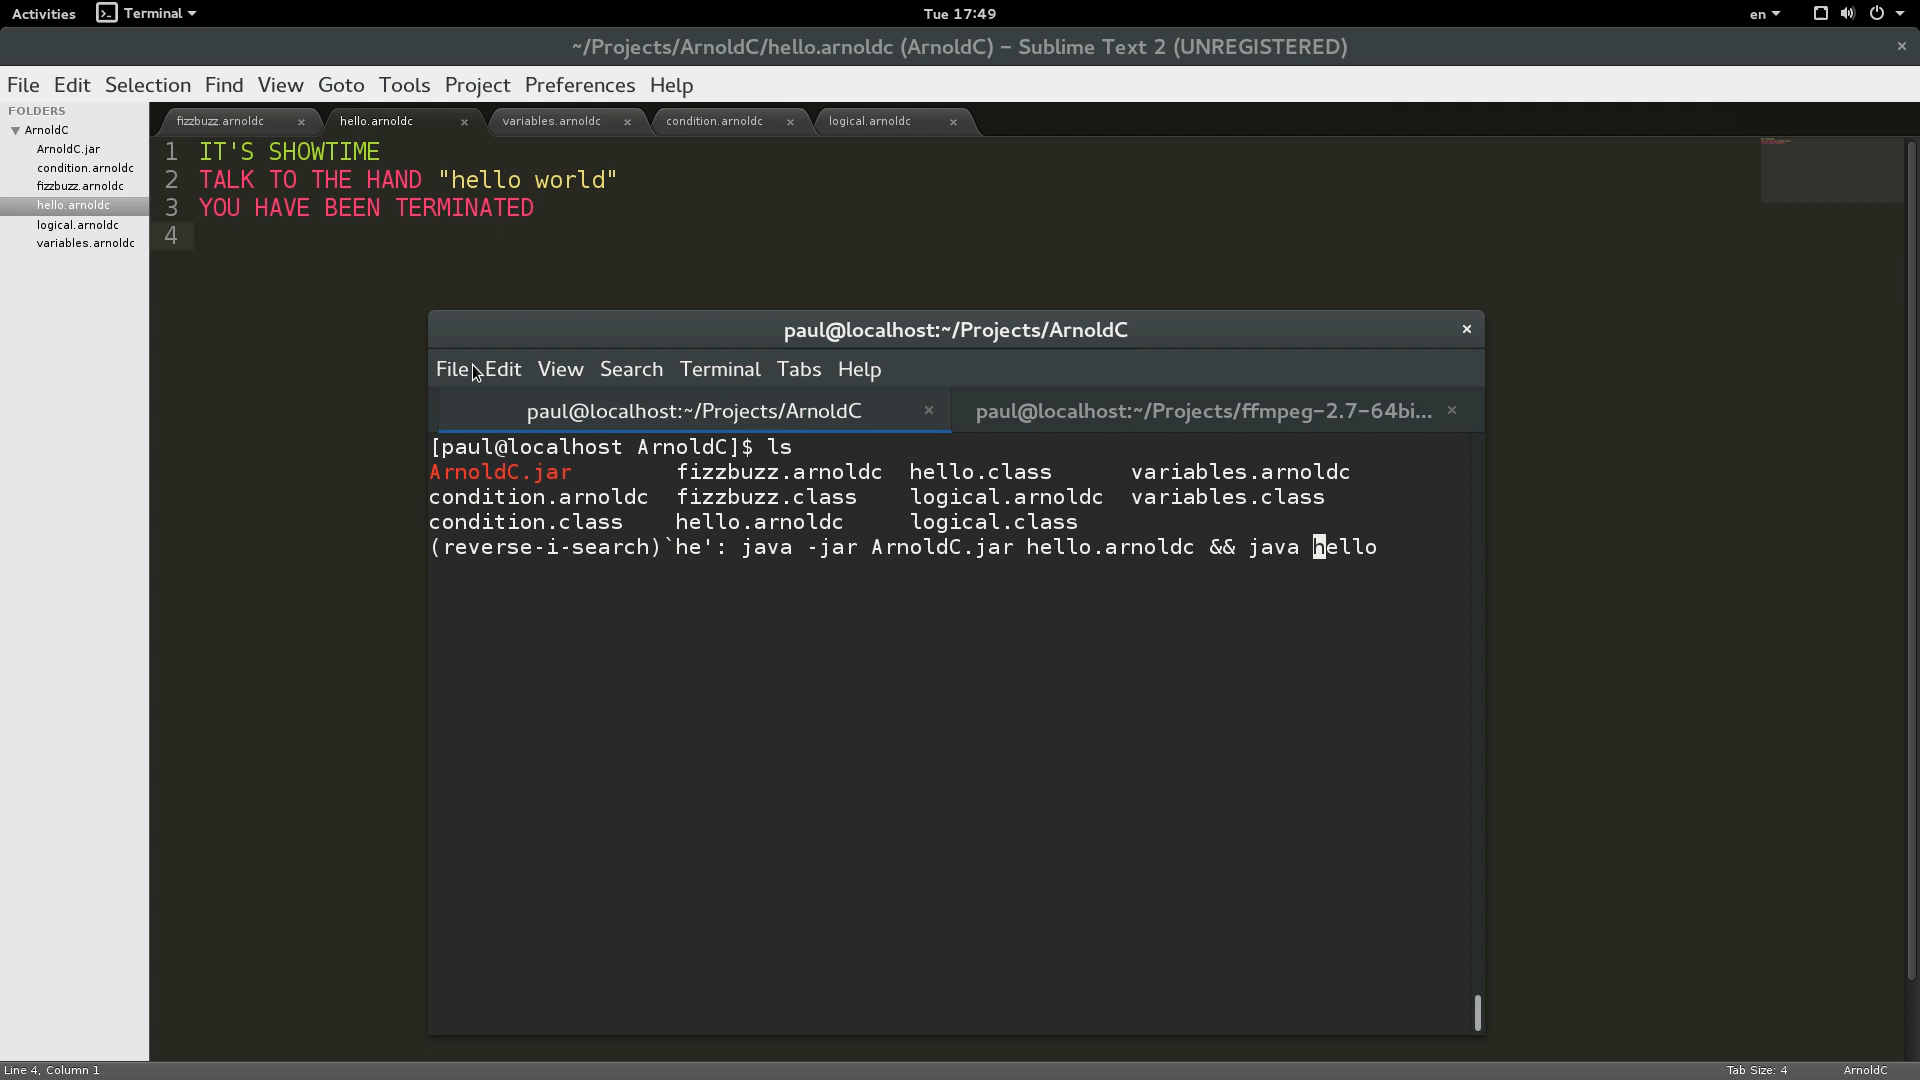 Activities Terminal Tue 17:49 en
~/Projects/ArnoldC/hello.arnoldc (ArnoldC) – Sublime Text 2 (UNREGISTERED) ×
File Edit Selection Find View Goto Tools Project Preferences Help
FOLDERS
ArnoldC
ArnoldC.jar
condition.arnoldc
fizzbuzz.arnoldc
hello.arnoldc
logical.arnoldc
variables.arnoldc
fizzbuzz.arnoldc × hello.arnoldc × variables.arnoldc × condition.arnoldc × logical.arnoldc ×
1 IT'S SHOWTIME
2 TALK TO THE HAND "hello world"
3 YOU HAVE BEEN TERMINATED
4
paul@localhost:~/Projects/ArnoldC ×
File Edit View Search Terminal Tabs Help
paul@localhost:~/Projects/ArnoldC × paul@localhost:~/Projects/ffmpeg-2.7-64bi... ×
[paul@localhost ArnoldC]$ ls
ArnoldC.jar fizzbuzz.arnoldc hello.class variables.arnoldc
condition.arnoldc fizzbuzz.class logical.arnoldc variables.class
condition.class hello.arnoldc logical.class
(reverse-i-search)`he': java -jar ArnoldC.jar hello.arnoldc && java hello
Line 4, Column 1 Tab Size: 4 ArnoldC